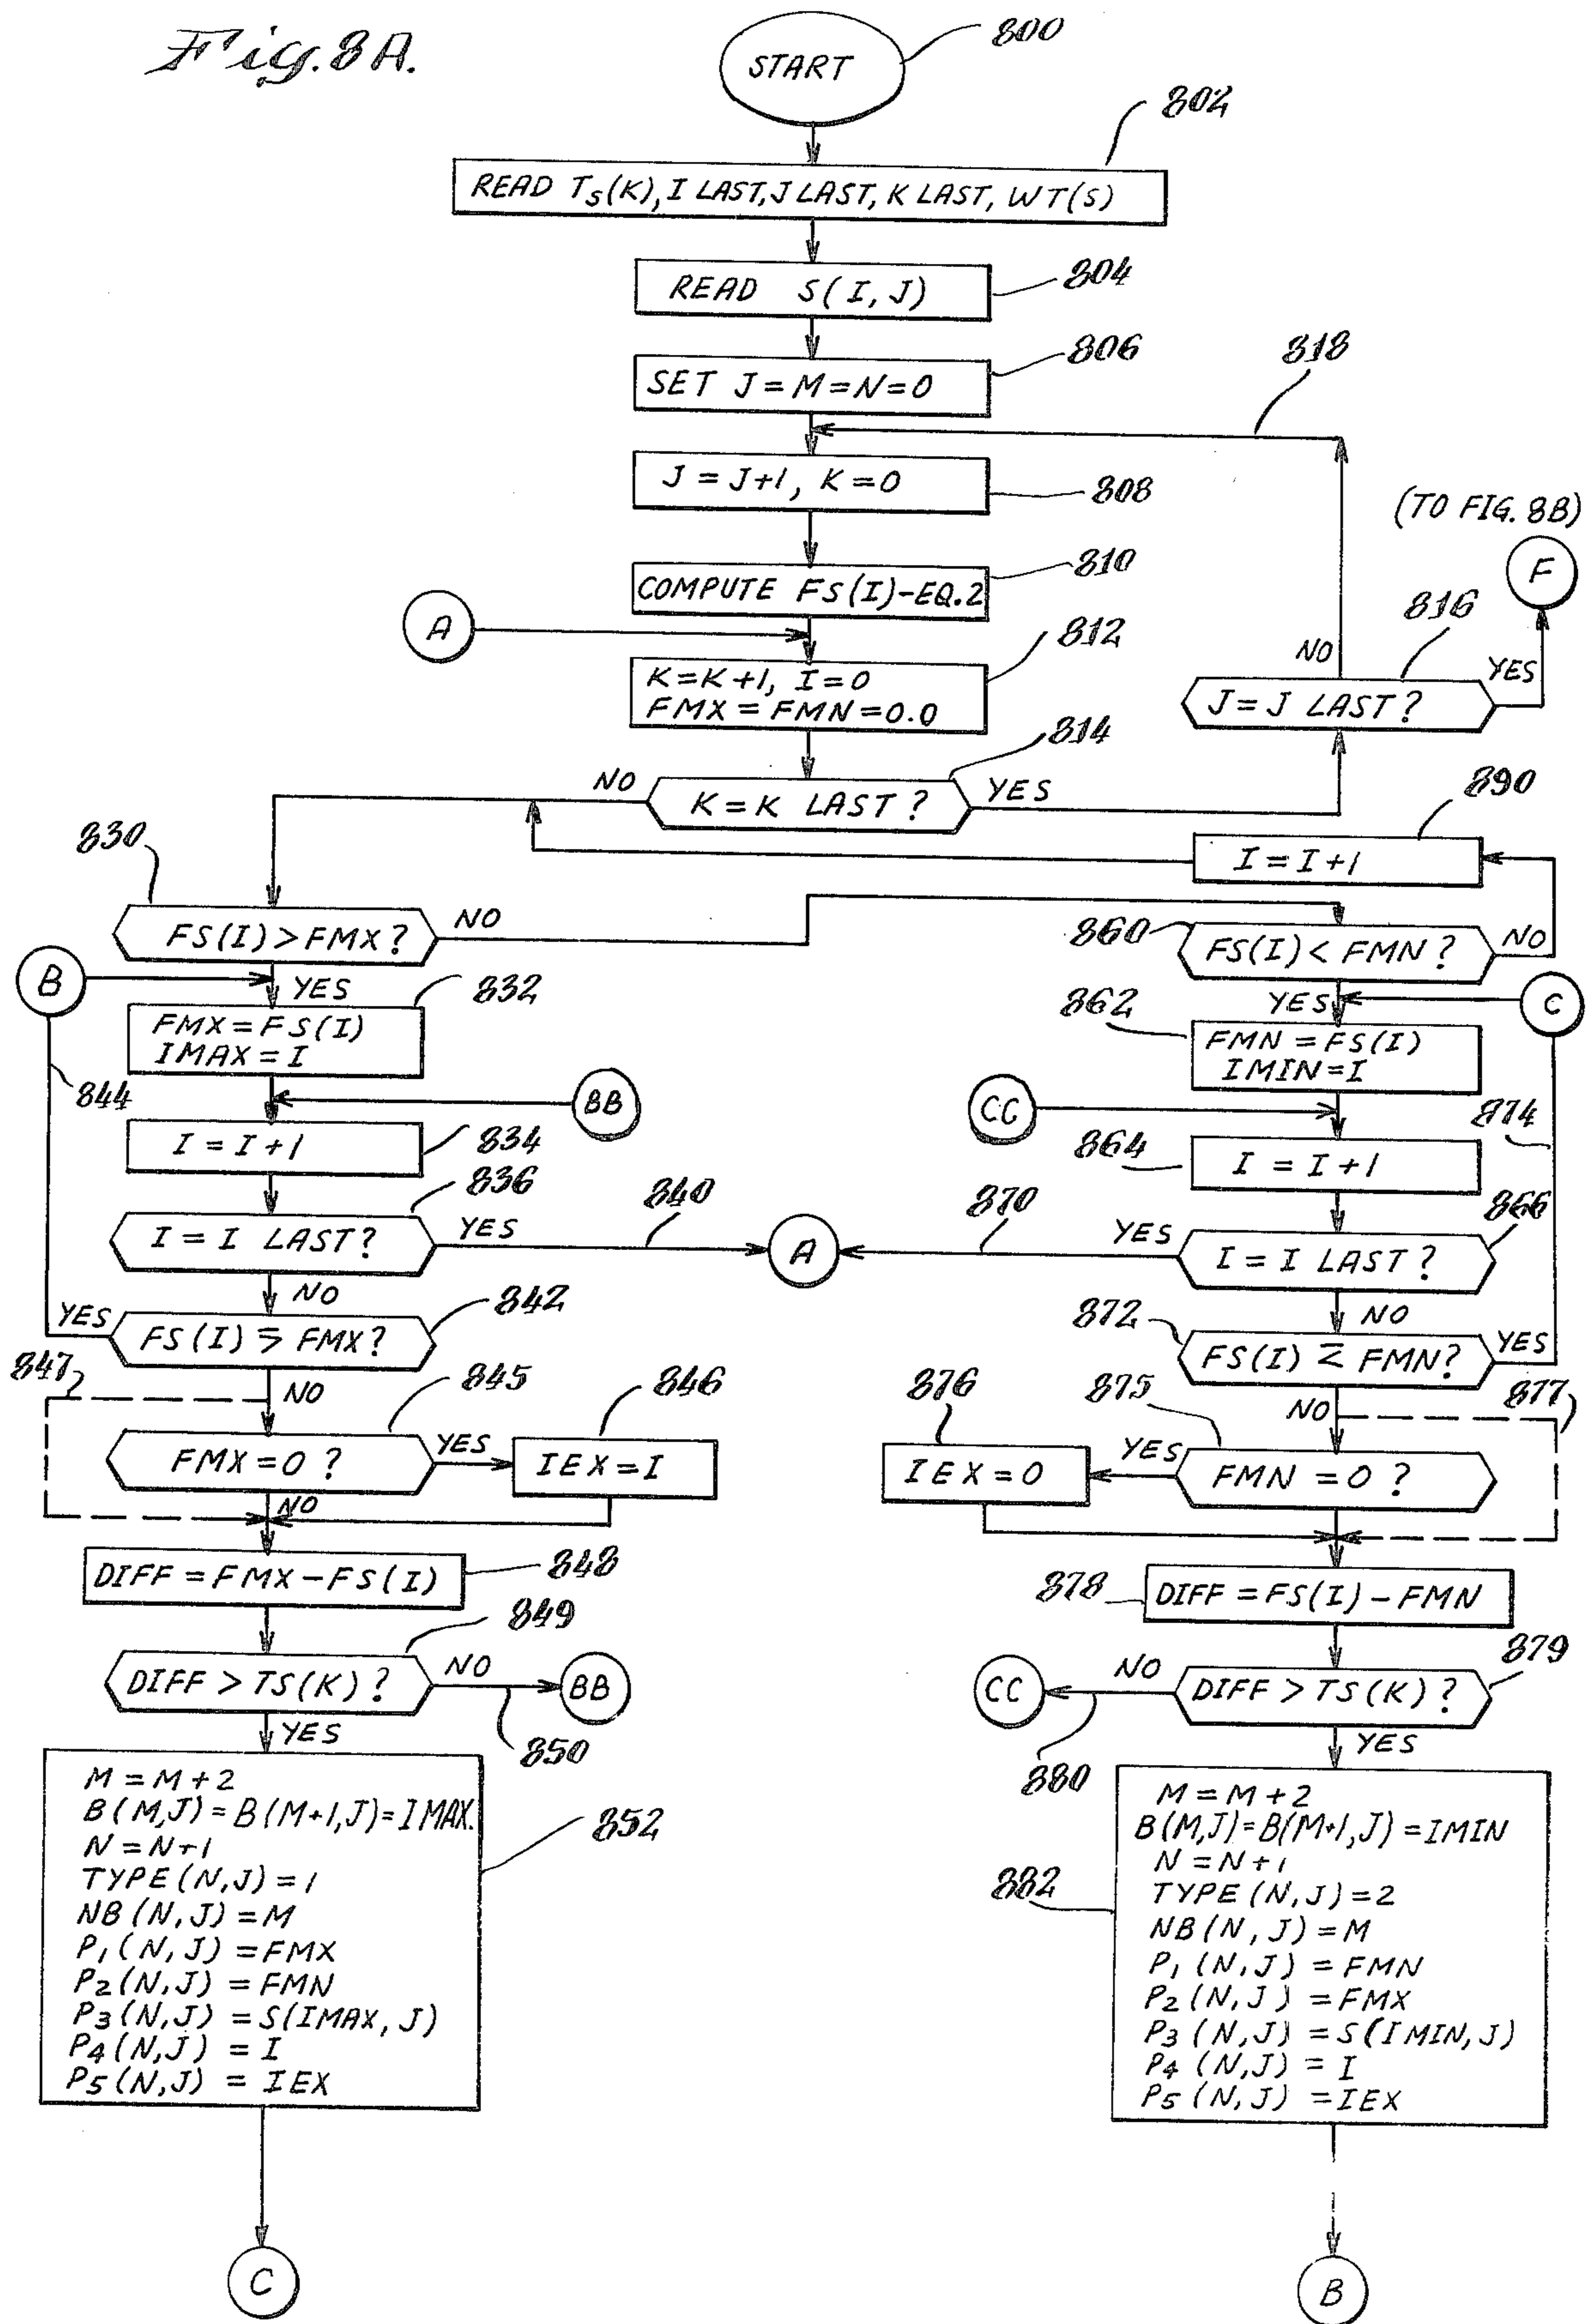 Fig. 8A.
800
START
802
READ TS(K), I LAST, J LAST, K LAST, WT(S)
804
READ S(I, J)
806
818
SET J = M = N = 0
J = J+1, K = 0
808
(TO FIG. 8B)
810
F
COMPUTE FS(I)-EQ.2
816
A
812
NO
YES
K = K+1, I = 0
FMX = FMN = 0.0
J = J LAST?
814
NO
K = K LAST?
YES
890
830
I = I+1
FS(I) > FMX?
NO
860
FS(I) < FMN?
NO
B
YES
832
C
YES
862
FMX = FS(I)
IMAX = I
FMN = FS(I)
IMIN = I
844
BB
CC
874
I = I+1
834
864
I = I+1
836
840
870
866
I = I LAST?
YES
A
YES
I = I LAST?
NO
842
NO
872
YES
FS(I) ⋝ FMX?
FS(I) ⋜ FMN?
YES
847
NO
845
846
876
875
NO
877
FMX = 0 ?
YES
IEX = I
IEX = 0
YES
FMN = 0 ?
NO
DIFF = FMX - FS(I)
848
878
DIFF = FS(I) - FMN
849
879
DIFF > TS(K) ?
NO
BB
CC
NO
DIFF > TS(K) ?
YES
850
880
YES
M = M+2
B(M,J) = B(M+1,J) = IMAX.
N = N+1
TYPE(N,J) = 1
NB(N,J) = M
P1(N,J) = FMX
P2(N,J) = FMN
P3(N,J) = S(IMAX, J)
P4(N,J) = I
P5(N,J) = IEX
852
882
M = M+2
B(M,J) = B(M+1,J) = IMIN
N = N+1
TYPE(N,J) = 2
NB(N,J) = M
P1(N,J) = FMN
P2(N,J) = FMX
P3(N,J) = S(IMIN,J)
P4(N,J) = I
P5(N,J) = IEX
C
B